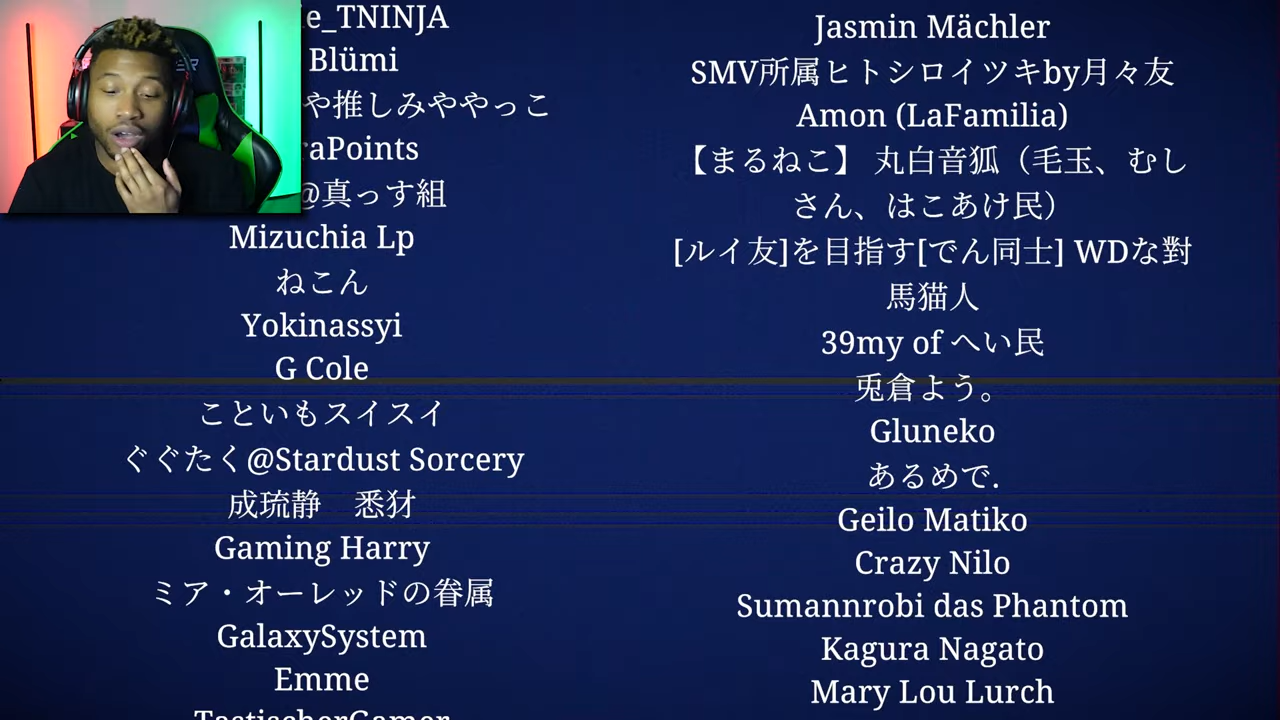 e_TNINJA
Blümi
や推しみややっこ
raPoints
@真っす組
Mizuchia Lp
ねこん
Yokinassyi
G Cole
こといもスイスイ
ぐぐたく@Stardust Sorcery
成琉静　悉犲
Gaming Harry
ミア・オーレッドの眷属
GalaxySystem
Emme
TactischerGamer
Jasmin Mächler
SMV所属ヒトシロイツキby月々友
Amon (LaFamilia)
【まるねこ】 丸白音狐（毛玉、むし
さん、はこあけ民）
[ルイ友]を目指す[でん同士] WDな對
馬猫人
39my of へい民
兎倉よう。
Gluneko
あるめで.
Geilo Matiko
Crazy Nilo
Sumannrobi das Phantom
Kagura Nagato
Mary Lou Lurch